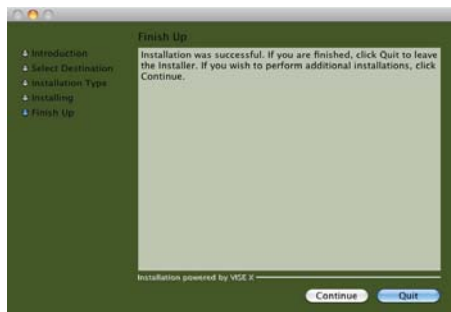 Finish Up
Introduction
Select Destination
Installation Type
Installing
Finish Up
Installation was successful. If you are finished, click Quit to leave
the Installer. If you wish to perform additional installations, click
Continue.
Installation powered by VISE X
Continue
Quit